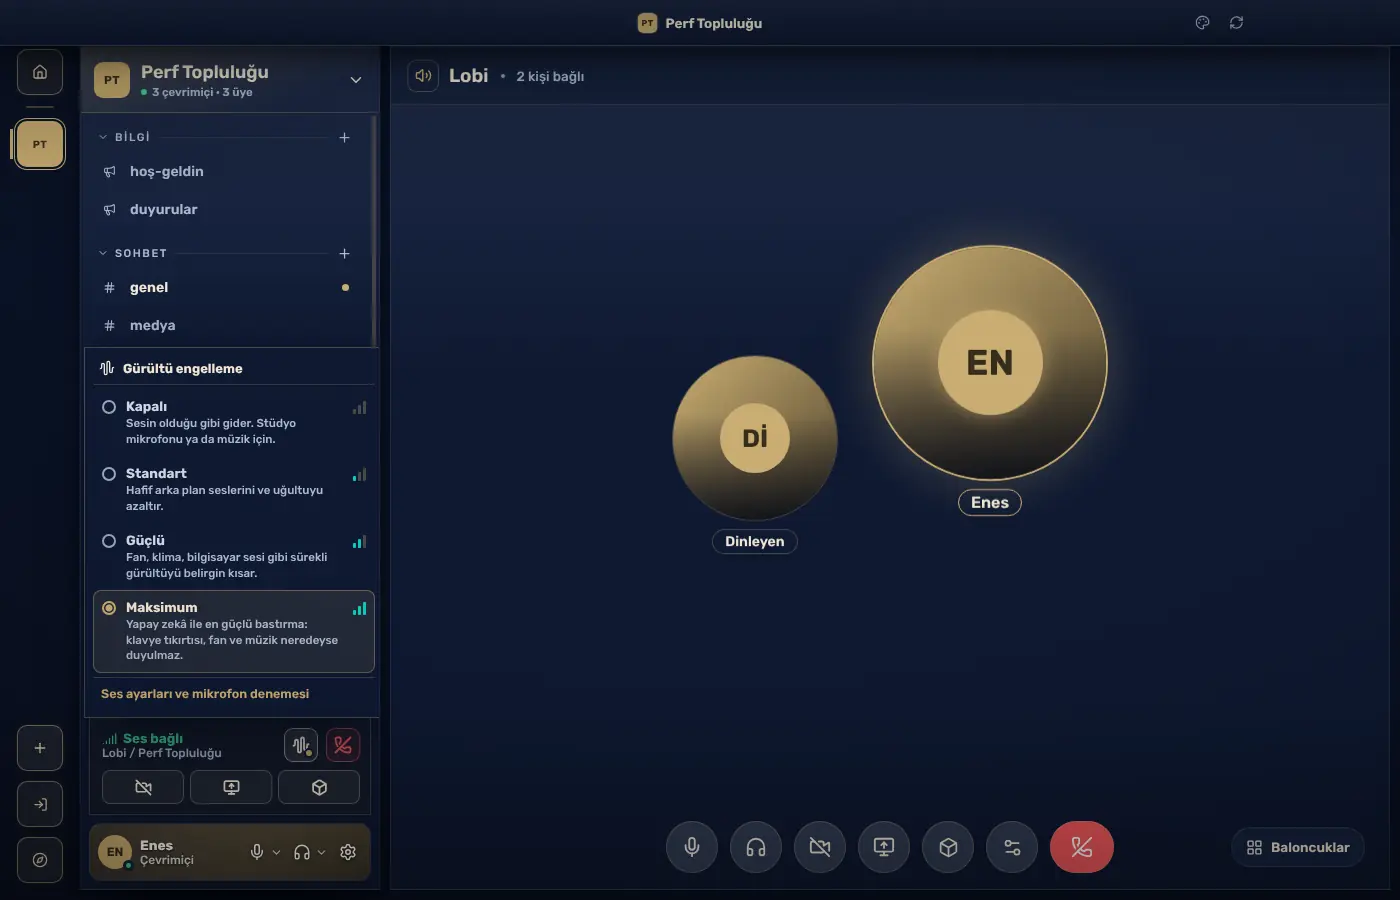 PT Perf Topluluğu
PT
Perf Topluluğu
3 çevrimiçi • 3 üye
PT
BİLGİ
hoş-geldin
duyurular
SOHBET
# genel
# medya
Gürültü engelleme
Kapalı
Sesin olduğu gibi gider. Stüdyo
mikrofonu ya da müzik için.
Standart
Hafif arka plan seslerini ve uğultuyu
azaltır.
Güçlü
Fan, klima, bilgisayar sesi gibi sürekli
gürültüyü belirgin kısar.
Maksimum
Yapay zekâ ile en güçlü bastırma:
klavye tıkırtısı, fan ve müzik neredeyse
duyulmaz.
Ses ayarları ve mikrofon denemesi
Ses bağlı
Lobi / Perf Topluluğu
EN
Enes
Çevrimiçi
Lobi • 2 kişi bağlı
Dİ
Dinleyen
EN
Enes
Baloncuklar